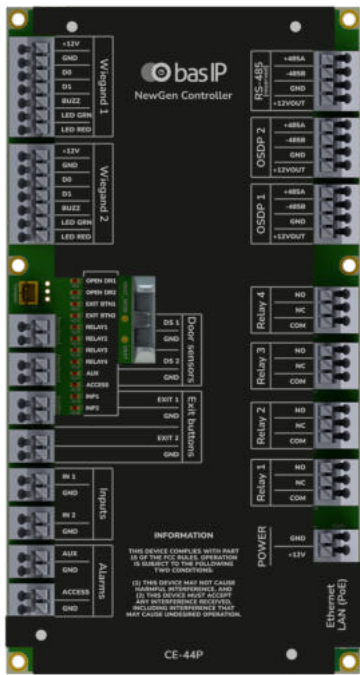 basIP
NewGen Controller
Wiegand 1
+12V
GND
D0
D1
BUZZ
LED GRN
LED RED
Wiegand 2
+12V
GND
D0
D1
BUZZ
LED GRN
LED RED
OPEN DR1
OPEN DR2
EXIT BTN1
EXIT BTN2
RELAY1
RELAY2
RELAY3
RELAY4
AUX
ACCESS
INP1
INP2
Door sensors
DS 1
GND
DS 2
GND
Exit buttons
EXIT 1
GND
EXIT 2
GND
Inputs
IN 1
GND
IN 2
GND
Alarms
AUX
GND
ACCESS
GND
RS-485
+485A
-485B
GND
+12VOUT
OSDP 2
+485A
-485B
GND
+12VOUT
OSDP 1
+485A
-485B
GND
+12VOUT
Relay 4
NO
NC
COM
Relay 3
NO
NC
COM
Relay 2
NO
NC
COM
Relay 1
NO
NC
COM
POWER
GND
+12V
Ethernet
LAN (PoE)
INFORMATION
THIS DEVICE COMPLIES WITH PART
15 OF THE FCC RULES. OPERATION
IS SUBJECT TO THE FOLLOWING
TWO CONDITIONS:
(1) THIS DEVICE MAY NOT CAUSE
HARMFUL INTERFERENCE, AND
(2) THIS DEVICE MUST ACCEPT
ANY INTERFERENCE RECEIVED,
INCLUDING INTERFERENCE THAT
MAY CAUSE UNDESIRED OPERATION.
CE-44P